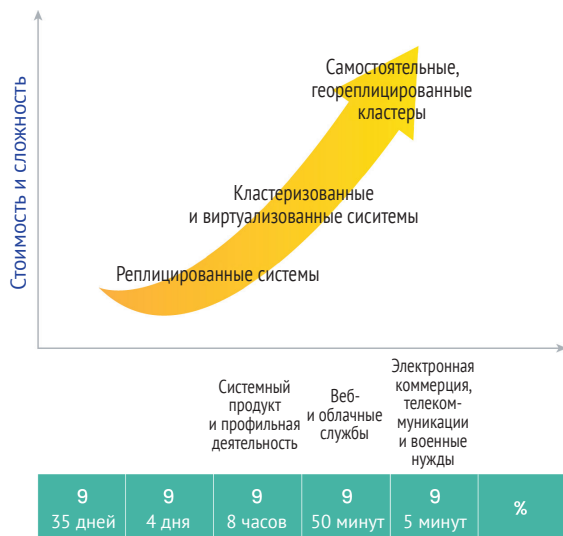 Стоимость и сложность
Самостоятельные,
геореплицированные
кластеры
Кластеризованные
и виртуализованные сиситемы
Реплицированные системы
Системный
продукт
и профильная
деятельность
Веб-
и облачные
службы
Электронная
коммерция,
телеком-
муникации
и военные
нужды
9 9 9 9 9 %
35 дней 4 дня 8 часов 50 минут 5 минут